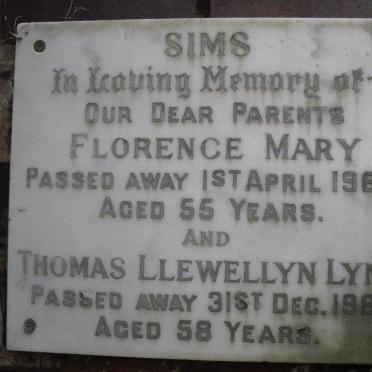 SIMS
In Loving Memory of
OUR DEAR PARENTS
FLORENCE MARY
PASSED AWAY 1ST APRIL 196
AGED 55 YEARS.
AND
THOMAS LLEWELLYN LYN
PASSED AWAY 31ST DEC. 196
AGED 58 YEARS.